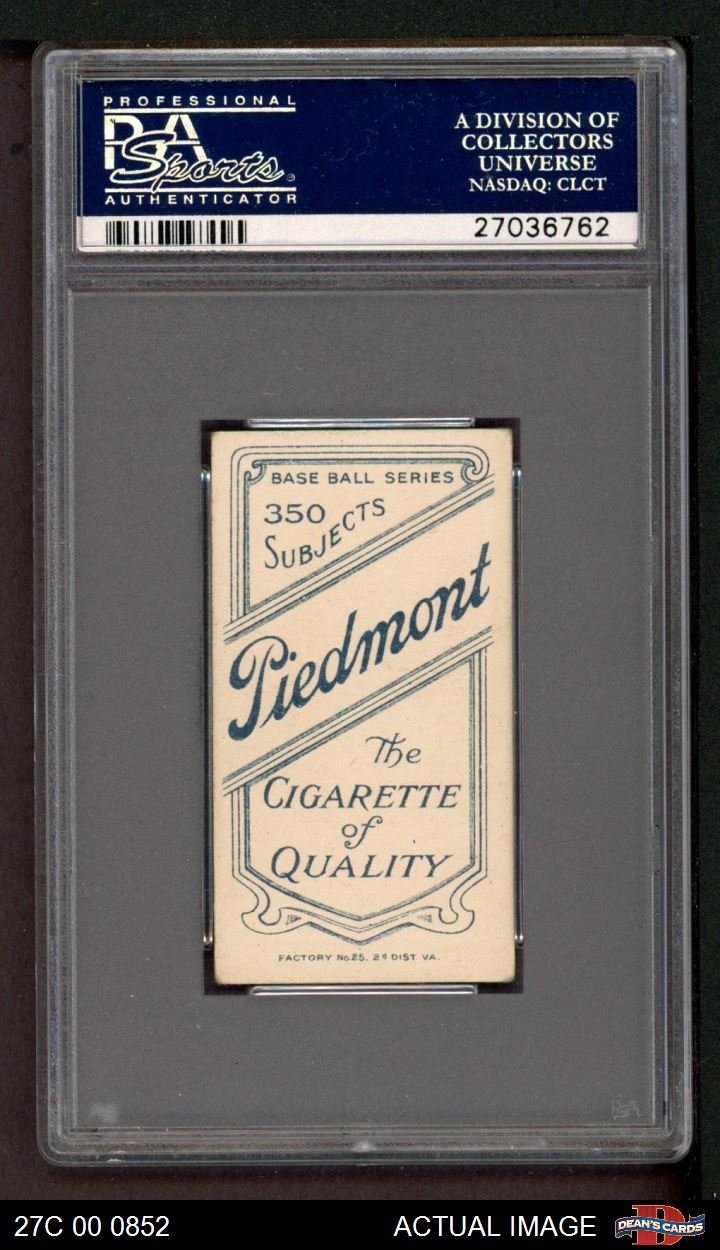 PROFESSIONAL
PSA
Sports
AUTHENTICATOR
A DIVISION OF
COLLECTORS
UNIVERSE
NASDAQ: CLCT
27036762
BASE BALL SERIES
350
SUBJECTS
Piedmont
The
CIGARETTE
of
QUALITY
FACTORY No. 25, 2d DIST. VA.
PSA
27C 00 0852
ACTUAL IMAGE
D
DEAN'S CARDS